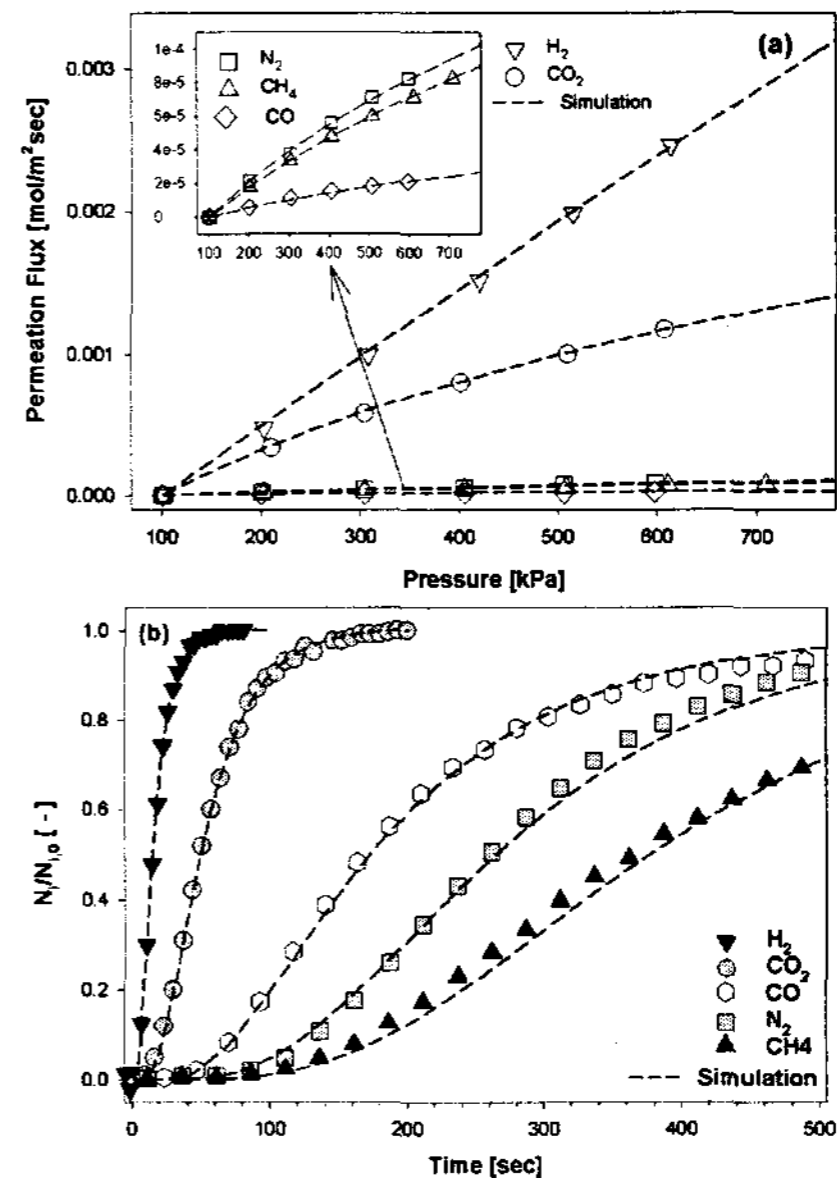 (a)
1e-4
8e-5
6e-5
4e-5
2e-5
0
100 200 300 400 500 600 700
N2
CH4
CO
H2
CO2
Simulation
0.003
0.002
0.001
0.000
Permeation Flux [mol/m2sec]
100 200 300 400 500 600 700
Pressure [kPa]
(b)
1.0
0.8
0.6
0.4
0.2
0.0
Ni/Ni,0 [ - ]
H2
CO2
CO
N2
CH4
Simulation
0 100 200 300 400 500
Time [sec]